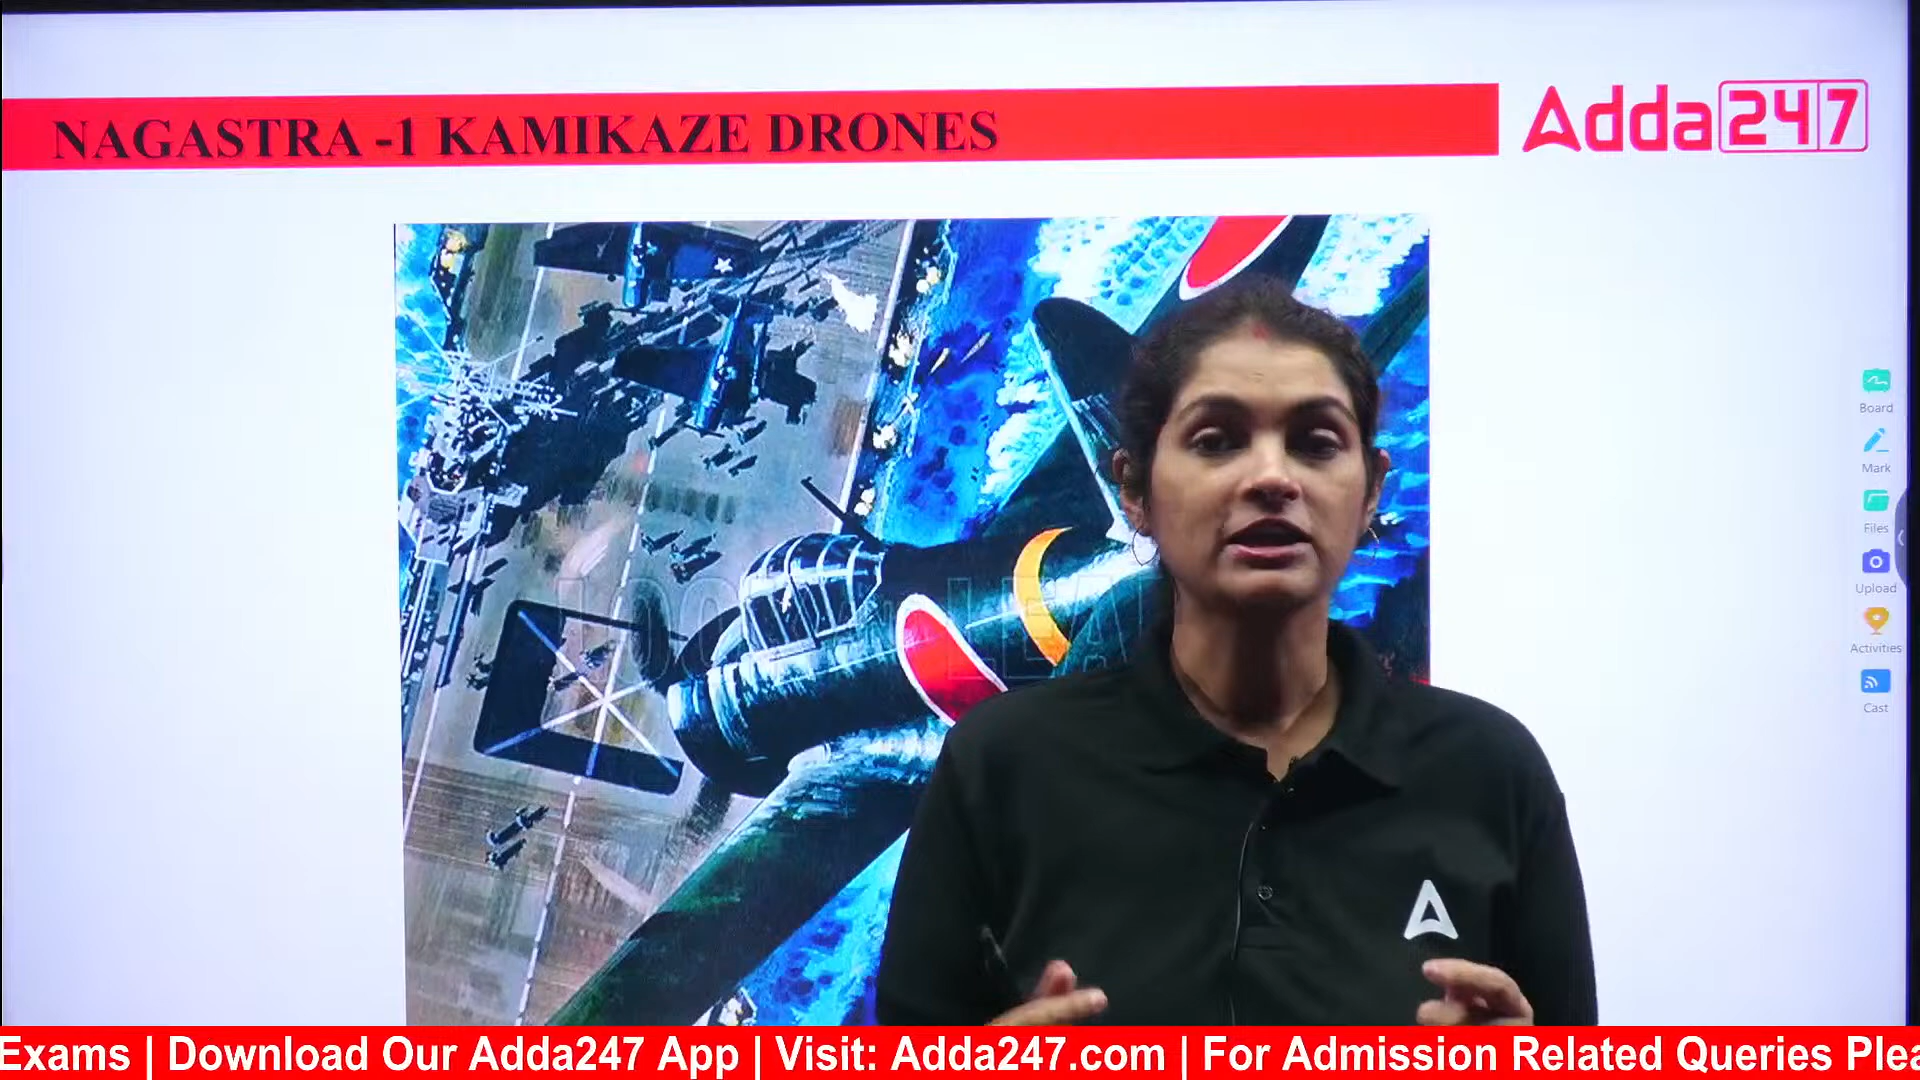 NAGASTRA -1 KAMIKAZE DRONES
Adda247
Board
Mark
Files
Upload
Activities
Cast
Exams | Download Our Adda247 App | Visit: Adda247.com | For Admission Related Queries